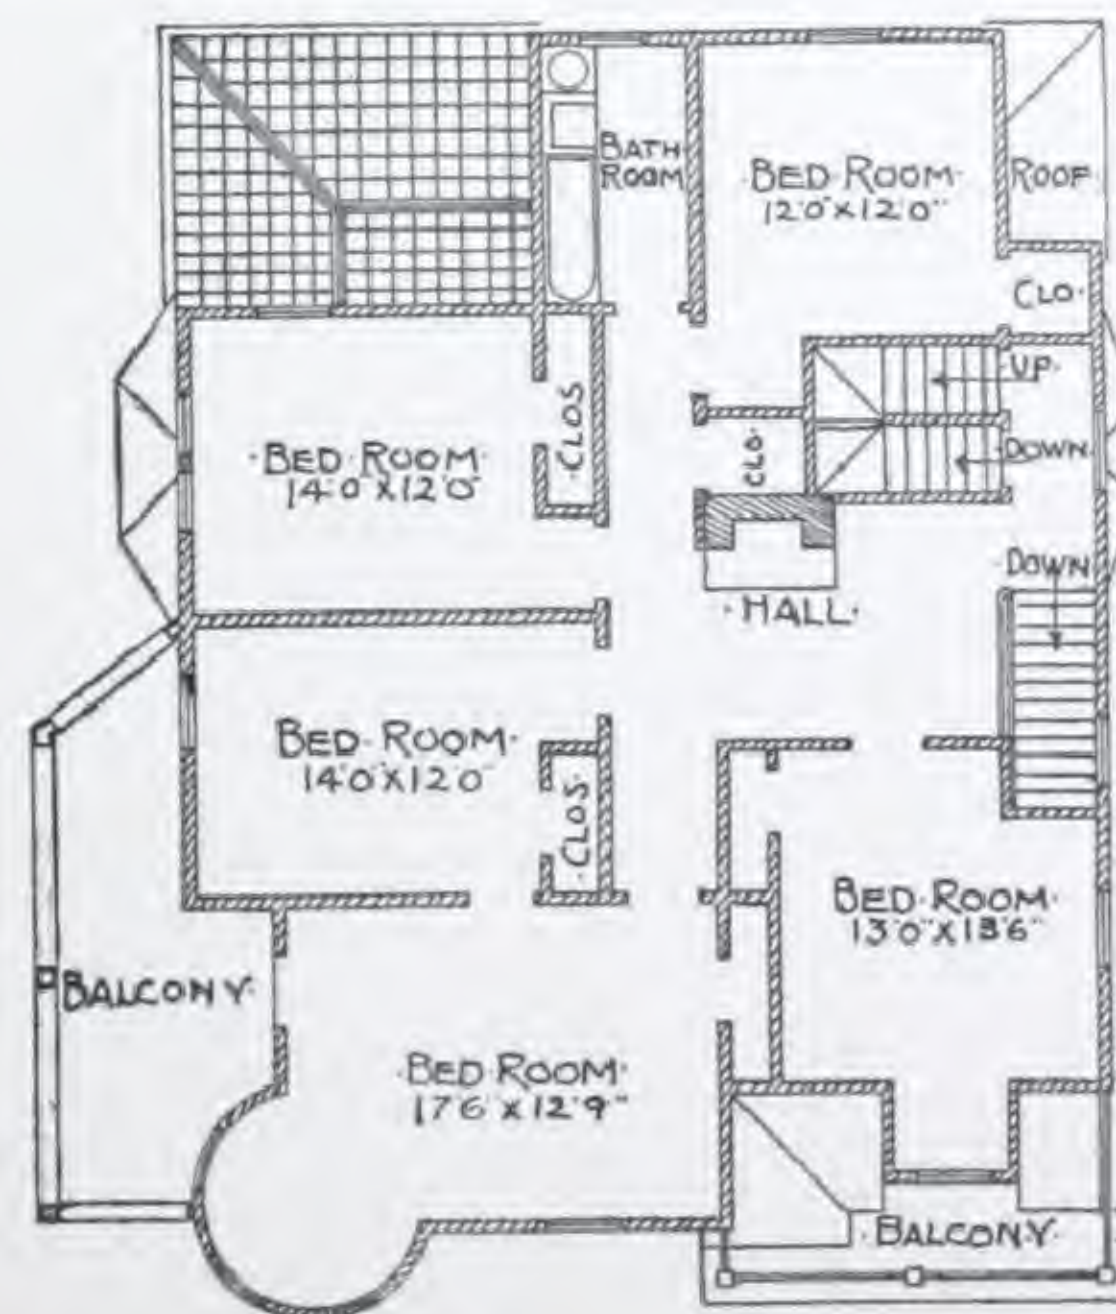 BATH
ROOM
·BED·ROOM·
12'0"X12'0"
ROOF·
CLO·
·UP·
·DOWN·
·CLOS·
·CLO·
·BED·ROOM·
14'0"X12'0"
·DOWN
·HALL·
BED·ROOM·
14'0"X12'0"
·CLOS·
BED·ROOM·
13'0"X13'6"
BALCONY·
·BED·ROOM·
17'6"X12'9"
·BALCONY·